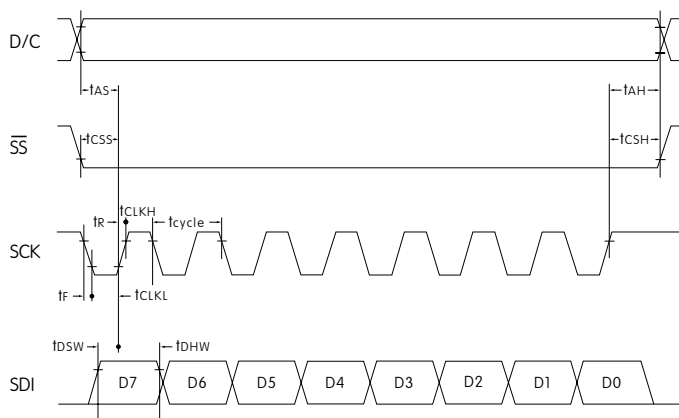 D/C
tAS
tAH
SS
tCSS
tCSH
tR
tCLKH
tcycle
SCK
tF
tCLKL
tDSW
tDHW
SDI
D7
D6
D5
D4
D3
D2
D1
D0